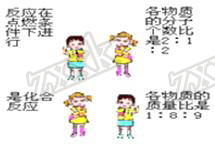 反应在
点燃条
件下进
行
各物质
的分子
个数比
是2：1
：2
是化合
反应
各物质的
质量比是
1：8：9